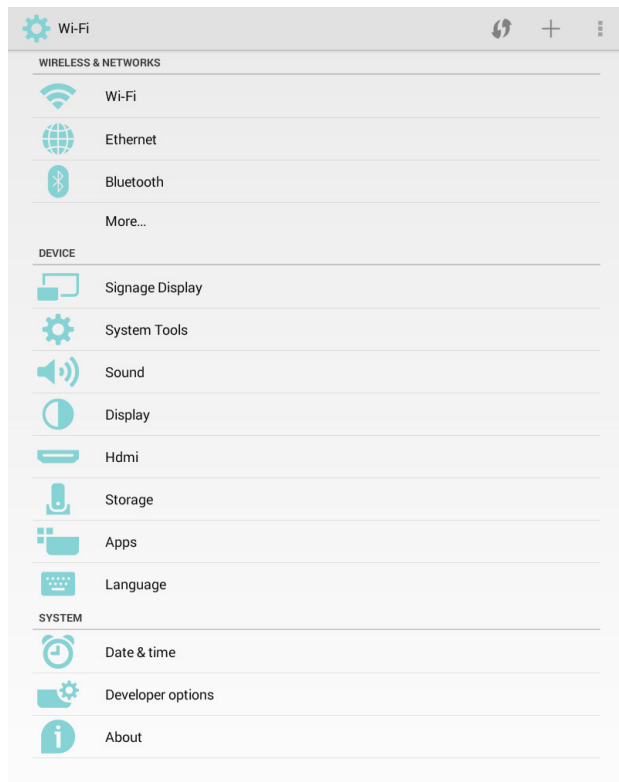 Wi-Fi
WIRELESS & NETWORKS
Wi-Fi
Ethernet
Bluetooth
More...
DEVICE
Signage Display
System Tools
Sound
Display
Hdmi
Storage
Apps
Language
SYSTEM
Date & time
Developer options
About